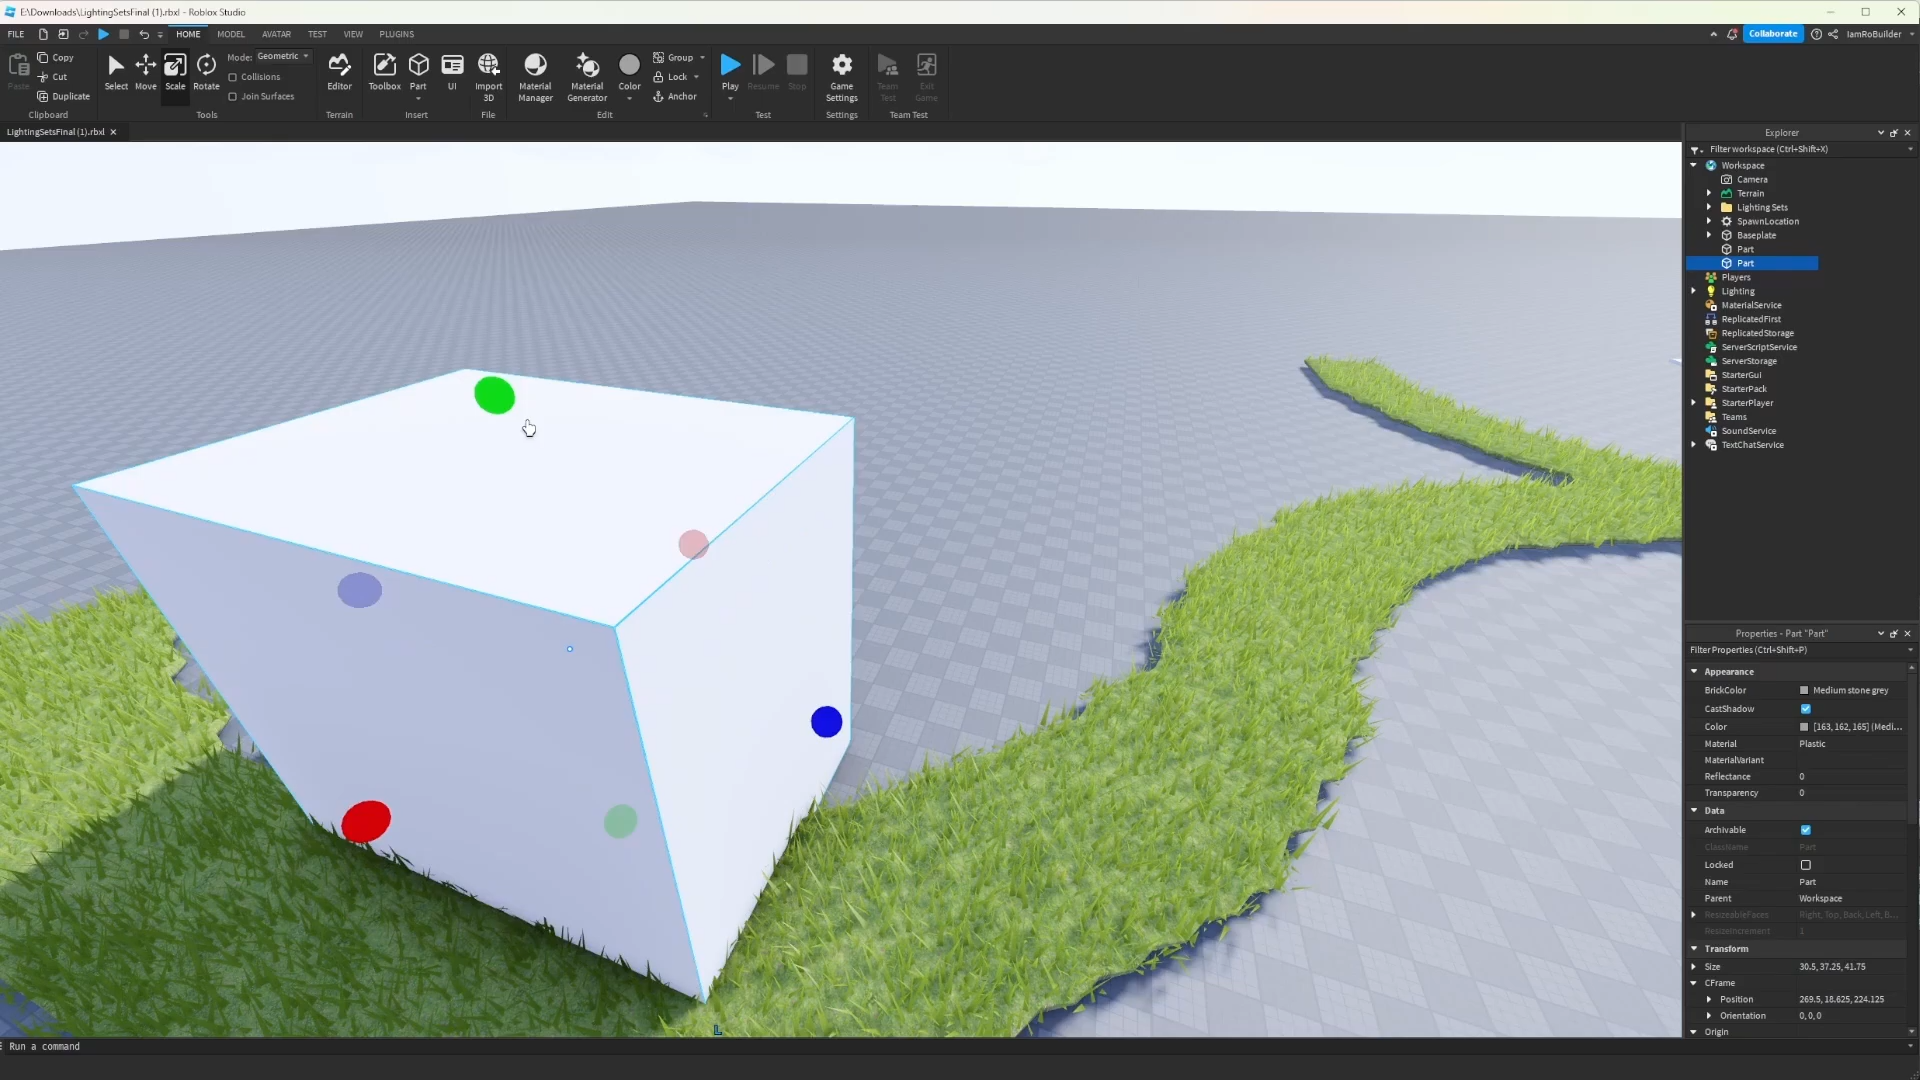 E:\Downloads\LightingSetsFinal (1).rbxl - Roblox Studio
FILE HOME MODEL AVATAR TEST VIEW PLUGINS Collaborate IamRoBuilder
Paste Copy Cut Duplicate Clipboard
Select Move Scale Rotate Mode: Geometric Collisions Join Surfaces Tools
Editor Terrain
Toolbox Part UI Insert
Import 3D File
Material Manager Material Generator Color Group Lock Anchor Edit
Play Resume Stop Test
Game Settings Settings
Team Test Exit Game Team Test
LightingSetsFinal (1).rbxl
Explorer
Filter workspace (Ctrl+Shift+X)
Workspace
Camera
Terrain
Lighting Sets
SpawnLocation
Baseplate
Part
Part
Players
Lighting
MaterialService
ReplicatedFirst
ReplicatedStorage
ServerScriptService
ServerStorage
StarterGui
StarterPack
StarterPlayer
Teams
SoundService
TextChatService
Properties - Part "Part"
Filter Properties (Ctrl+Shift+P)
Appearance
BrickColor Medium stone grey
CastShadow
Color [163, 162, 165] (Medi...
Material Plastic
MaterialVariant
Reflectance 0
Transparency 0
Data
Archivable
ClassName Part
Locked
Name Part
Parent Workspace
ResizeableFaces Right, Top, Back, Left, B...
ResizeIncrement 1
Transform
Size 30.5, 37.25, 41.75
CFrame
Position 269.5, 18.625, 224.125
Orientation 0, 0, 0
Origin
L
Run a command